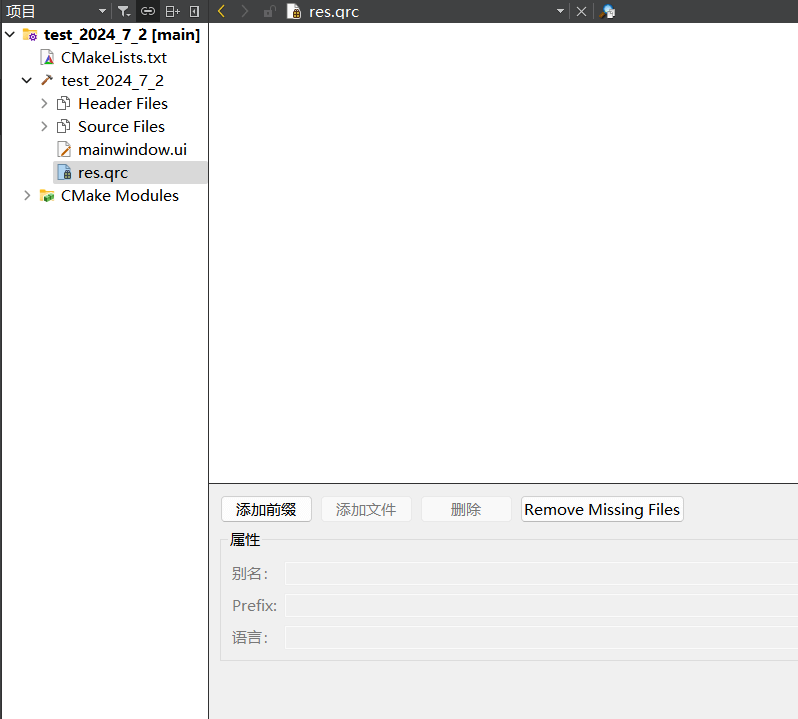 项目
res.qrc
test_2024_7_2 [main]
CMakeLists.txt
test_2024_7_2
Header Files
Source Files
mainwindow.ui
res.qrc
CMake Modules
添加前缀 添加文件 删除 Remove Missing Files
属性
别名：
Prefix:
语言：